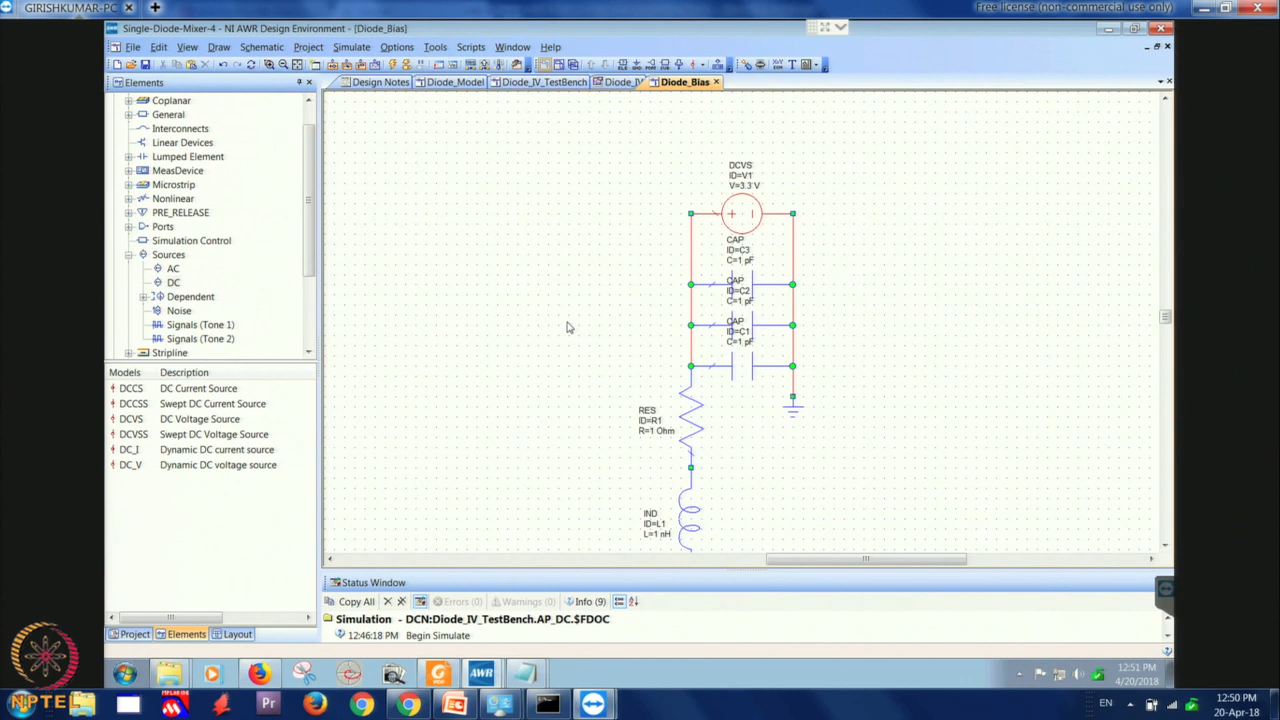 GIRISHKUMAR-PC
Free license (non-commercial use only)
Single-Diode-Mixer-4 - NI AWR Design Environment - [Diode_Bias]
File Edit View Draw Schematic Project Simulate Options Tools Scripts Window Help
Elements
Design Notes Diode_Model Diode_IV_TestBench Diode_IV Diode_Bias
Coplanar
General
Interconnects
Linear Devices
Lumped Element
MeasDevice
Microstrip
Nonlinear
PRE_RELEASE
Ports
Simulation Control
Sources
AC
DC
Dependent
Noise
Signals (Tone 1)
Signals (Tone 2)
Stripline
Models Description
DCCS DC Current Source
DCCSS Swept DC Current Source
DCVS DC Voltage Source
DCVSS Swept DC Voltage Source
DC_I Dynamic DC current source
DC_V Dynamic DC voltage source
Project Elements Layout
DCVS
ID=V1
V=3.3 V
CAP
ID=C3
C=1 pF
CAP
ID=C2
C=1 pF
CAP
ID=C1
C=1 pF
RES
ID=R1
R=1 Ohm
IND
ID=L1
L=1 nH
Status Window
Copy All Errors (0) Warnings (0) Info (9)
Simulation - DCN:Diode_IV_TestBench.AP_DC.$FDOC
12:46:18 PM Begin Simulate
AWR
12:51 PM
4/20/2018
NPTEL
Pr
EN
12:50 PM
20-Apr-18